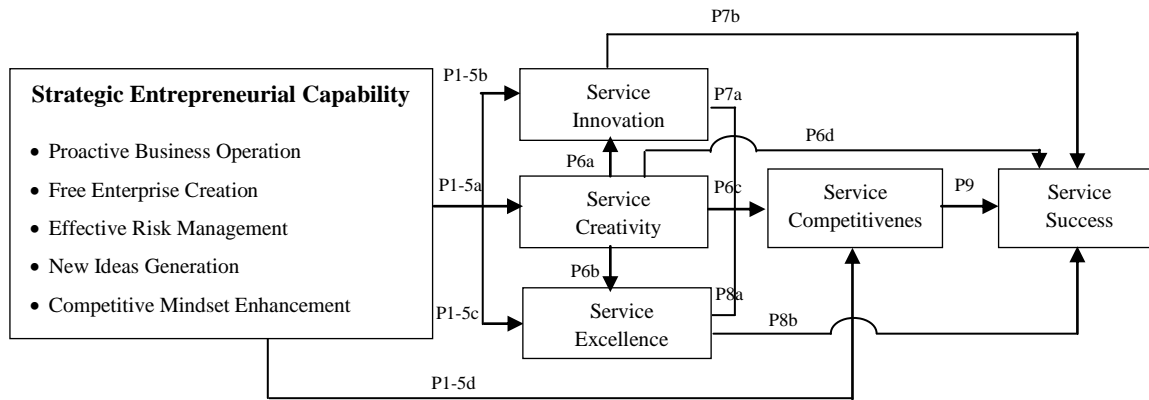 P7b
Strategic Entrepreneurial Capability
• Proactive Business Operation
• Free Enterprise Creation
• Effective Risk Management
• New Ideas Generation
• Competitive Mindset Enhancement
P1-5b
P1-5a
P1-5c
P1-5d
Service
Innovation
P7a
P6a
P6d
Service
Creativity
P6c
P6b
Service
Excellence
P8a
P8b
Service
Competitivenes
P9
Service
Success